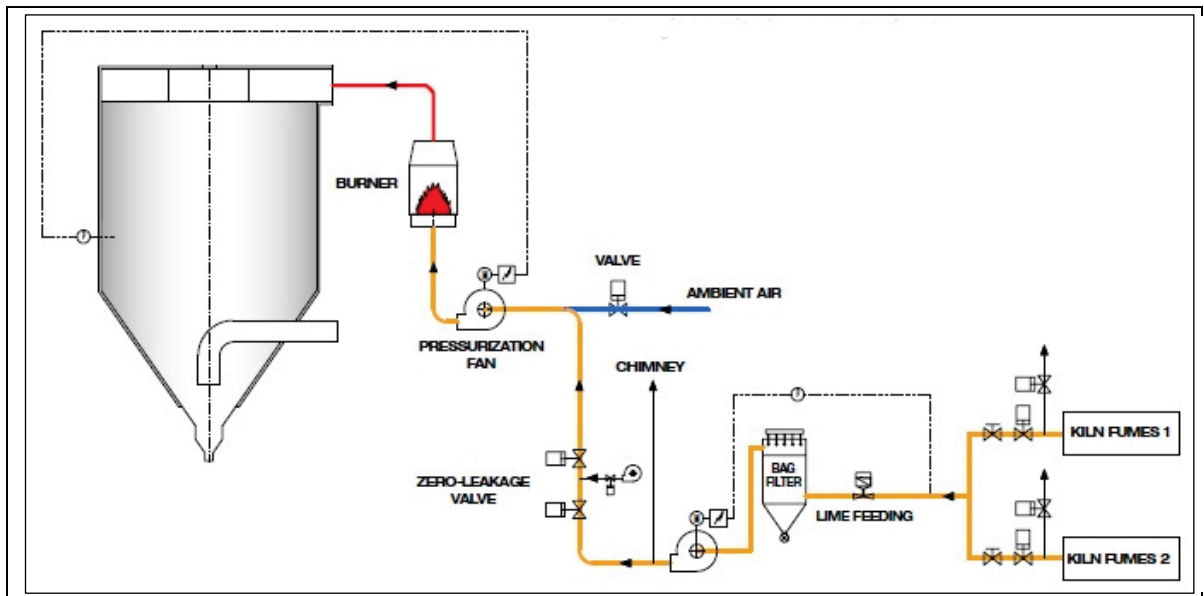 BURNER
VALVE
AMBIENT AIR
PRESSURIZATION
FAN
CHIMNEY
KILN FUMES 1
BAG
FILTER
ZERO-LEAKAGE
VALVE
LIME FEEDING
KILN FUMES 2